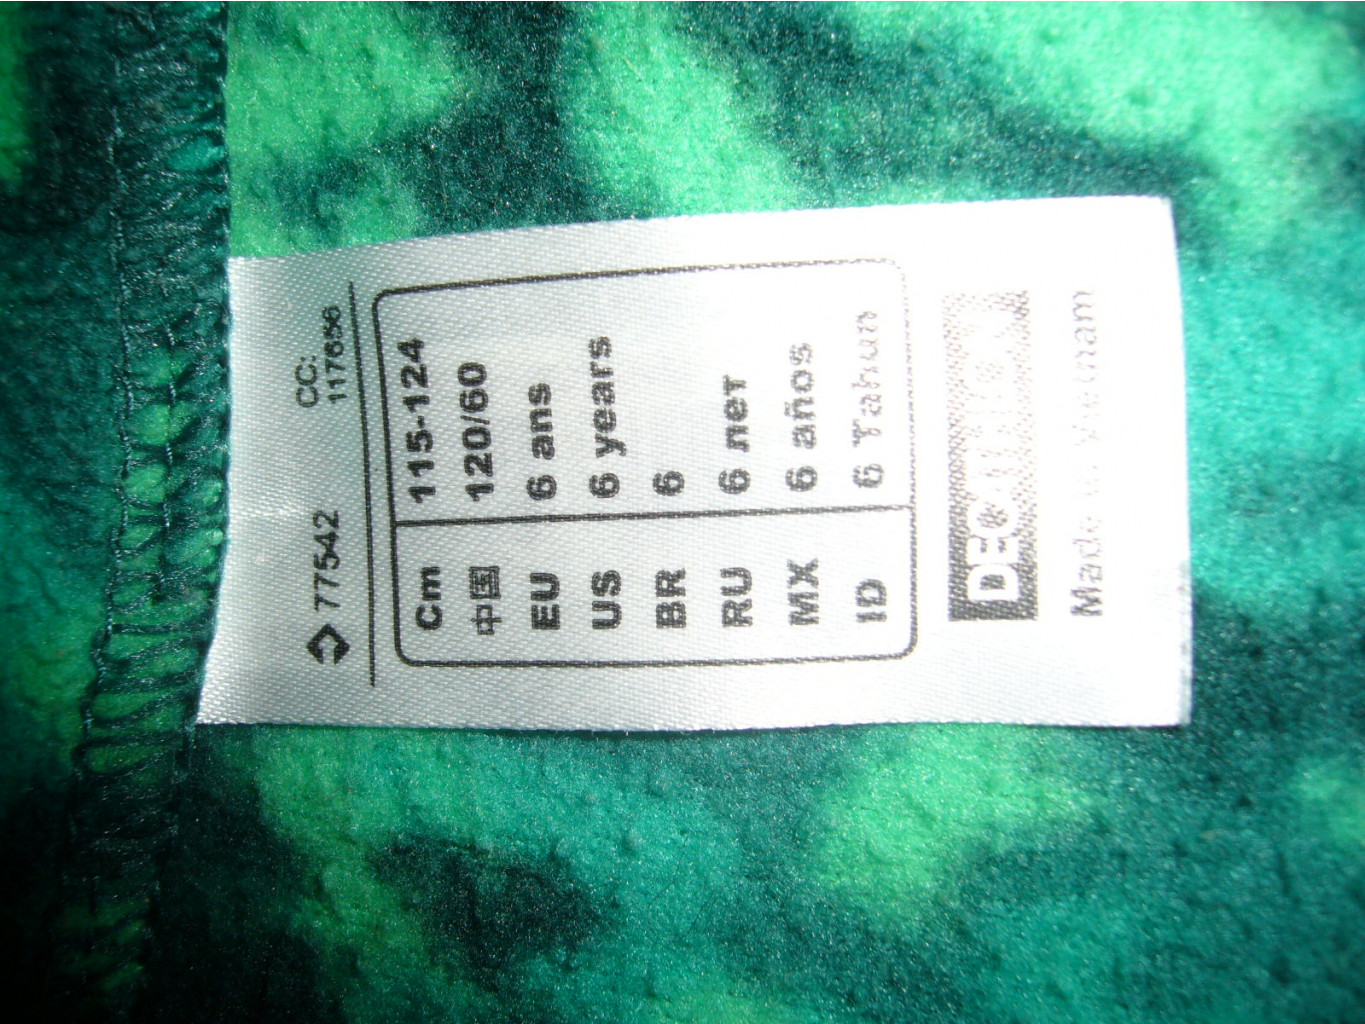 77542
CC:
117656
Cm 115-124
中国 120/60
EU 6 ans
US 6 years
BR 6
RU 6 лет
MX 6 años
ID 6 Tahun
DECATHLON
Made in Vietnam